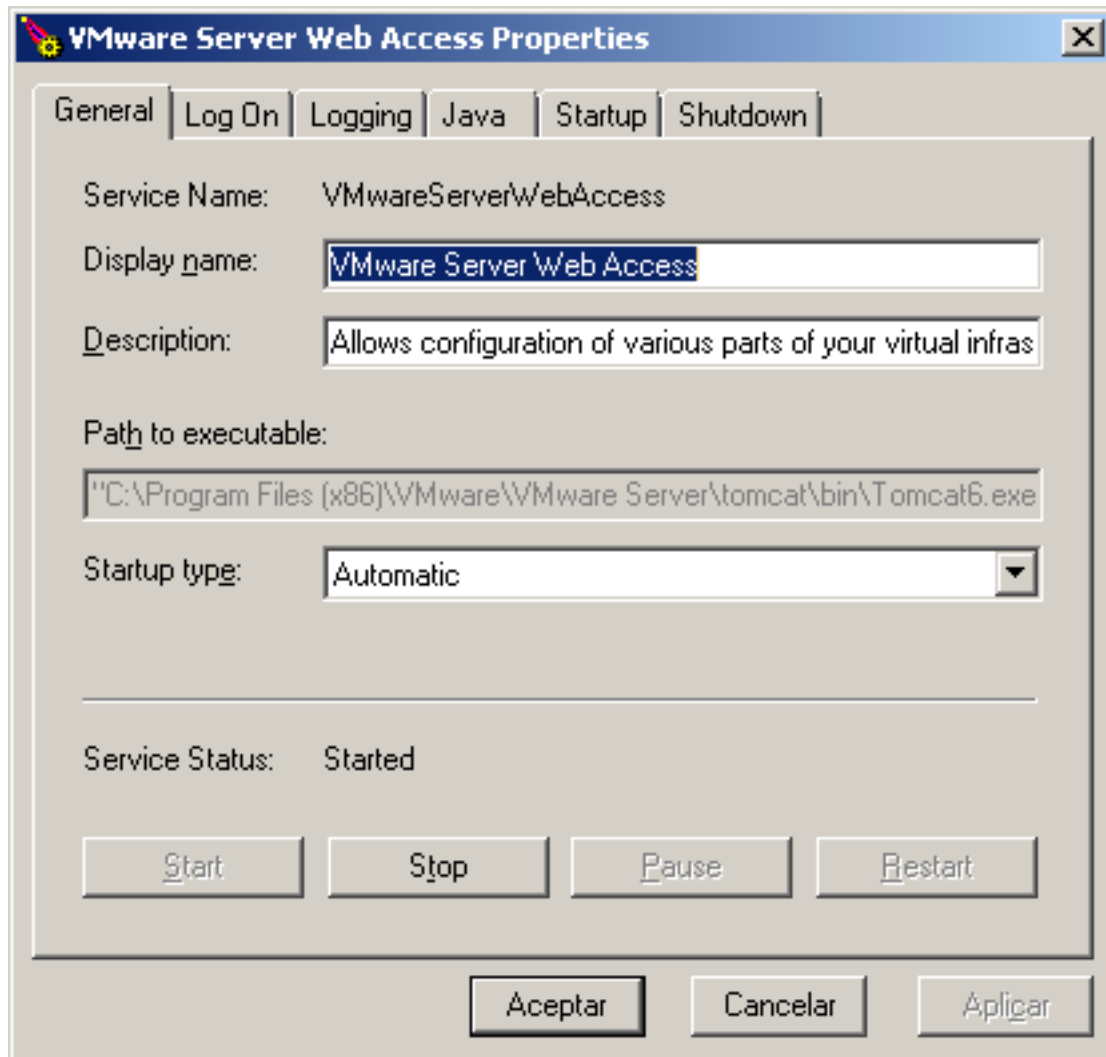 VMware Server Web Access Properties
General Log On Logging Java Startup Shutdown
Service Name: VMwareServerWebAccess
Display name: VMware Server Web Access
Description: Allows configuration of various parts of your virtual infras
Path to executable:
"C:\Program Files (x86)\VMware\VMware Server\tomcat\bin\Tomcat6.exe
Startup type: Automatic
Service Status: Started
Start Stop Pause Restart
Aceptar Cancelar Aplicar